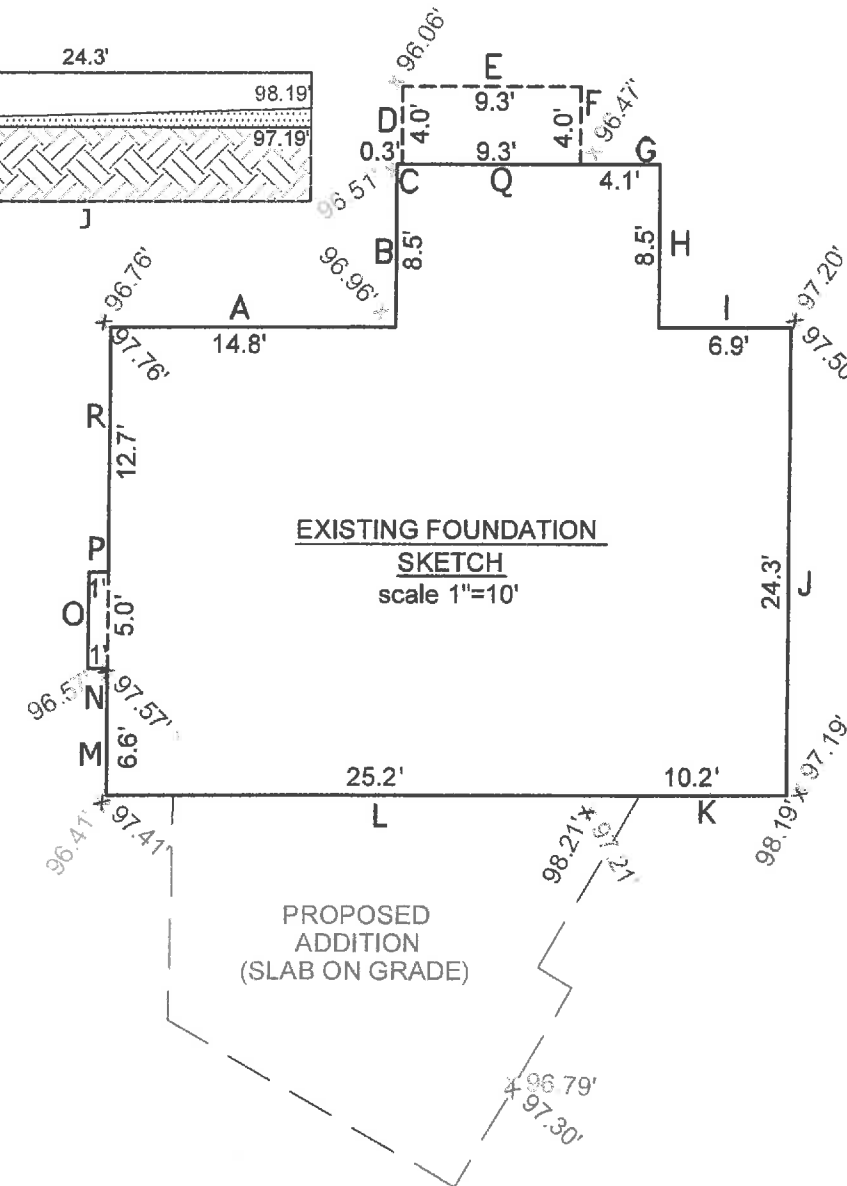 24.3'
98.19'
97.19'
J
96.06'
E
9.3'
D
4.0'
F
4.0'
96.47'
0.3'
9.3'
G
C
Q
4.1'
96.51'
B
8.5'
H
8.5'
96.96'
96.76'
97.76'
A
14.8'
I
6.9'
97.20'
97.50
R
12.7'
EXISTING FOUNDATION
SKETCH
scale 1"=10'
P
1'
O
5.0'
1'
24.3'
J
96.57'
97.57'
N
M
6.6'
25.2'
10.2'
L
K
97.19'
98.19'
96.41'
97.41'
98.21'
97.21'
PROPOSED
ADDITION
(SLAB ON GRADE)
96.79'
97.30'